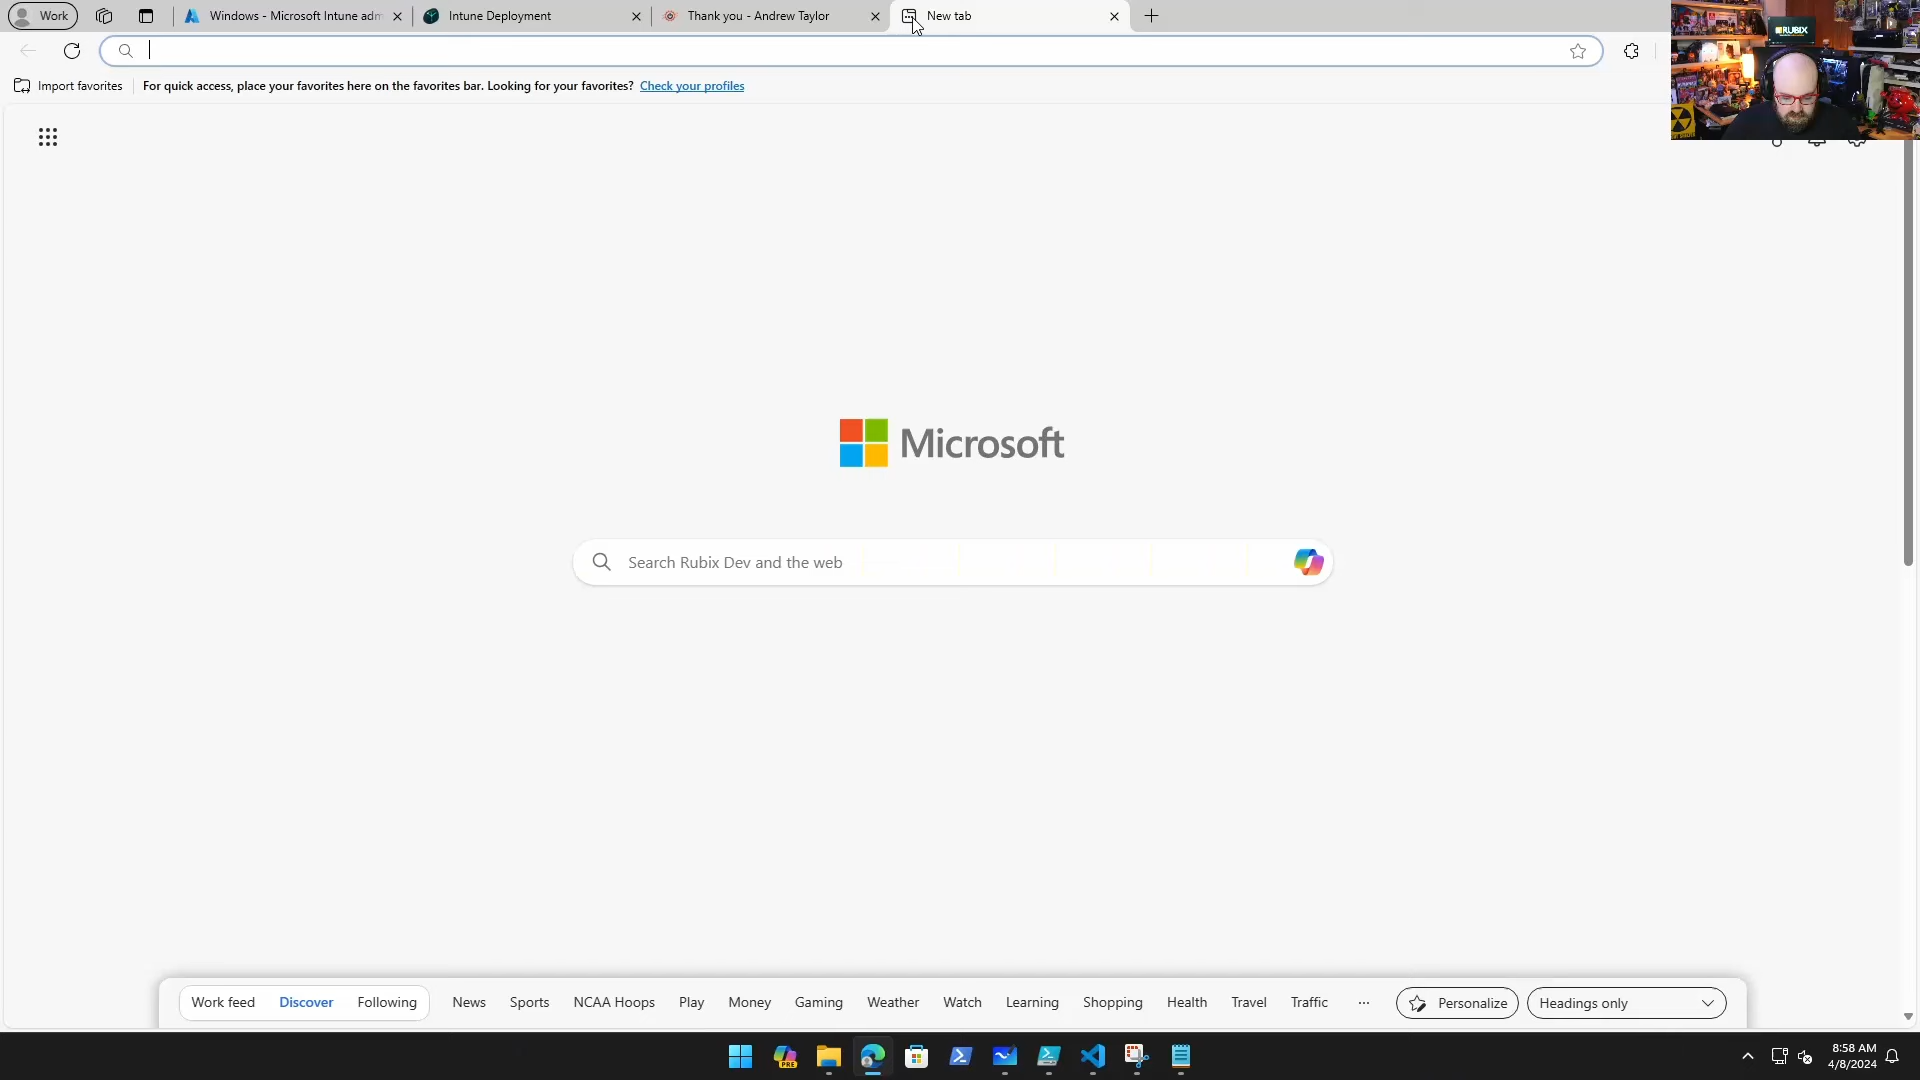 Work
Windows - Microsoft Intune adm
Intune Deployment
Thank you - Andrew Taylor
New tab
Import favorites
For quick access, place your favorites here on the favorites bar. Looking for your favorites? Check your profiles
RUBIX
Microsoft
Search Rubix Dev and the web
Work feed Discover Following News Sports NCAA Hoops Play Money Gaming Weather Watch Learning Shopping Health Travel Traffic ... Personalize Headings only
PRE
8:58 AM
4/8/2024